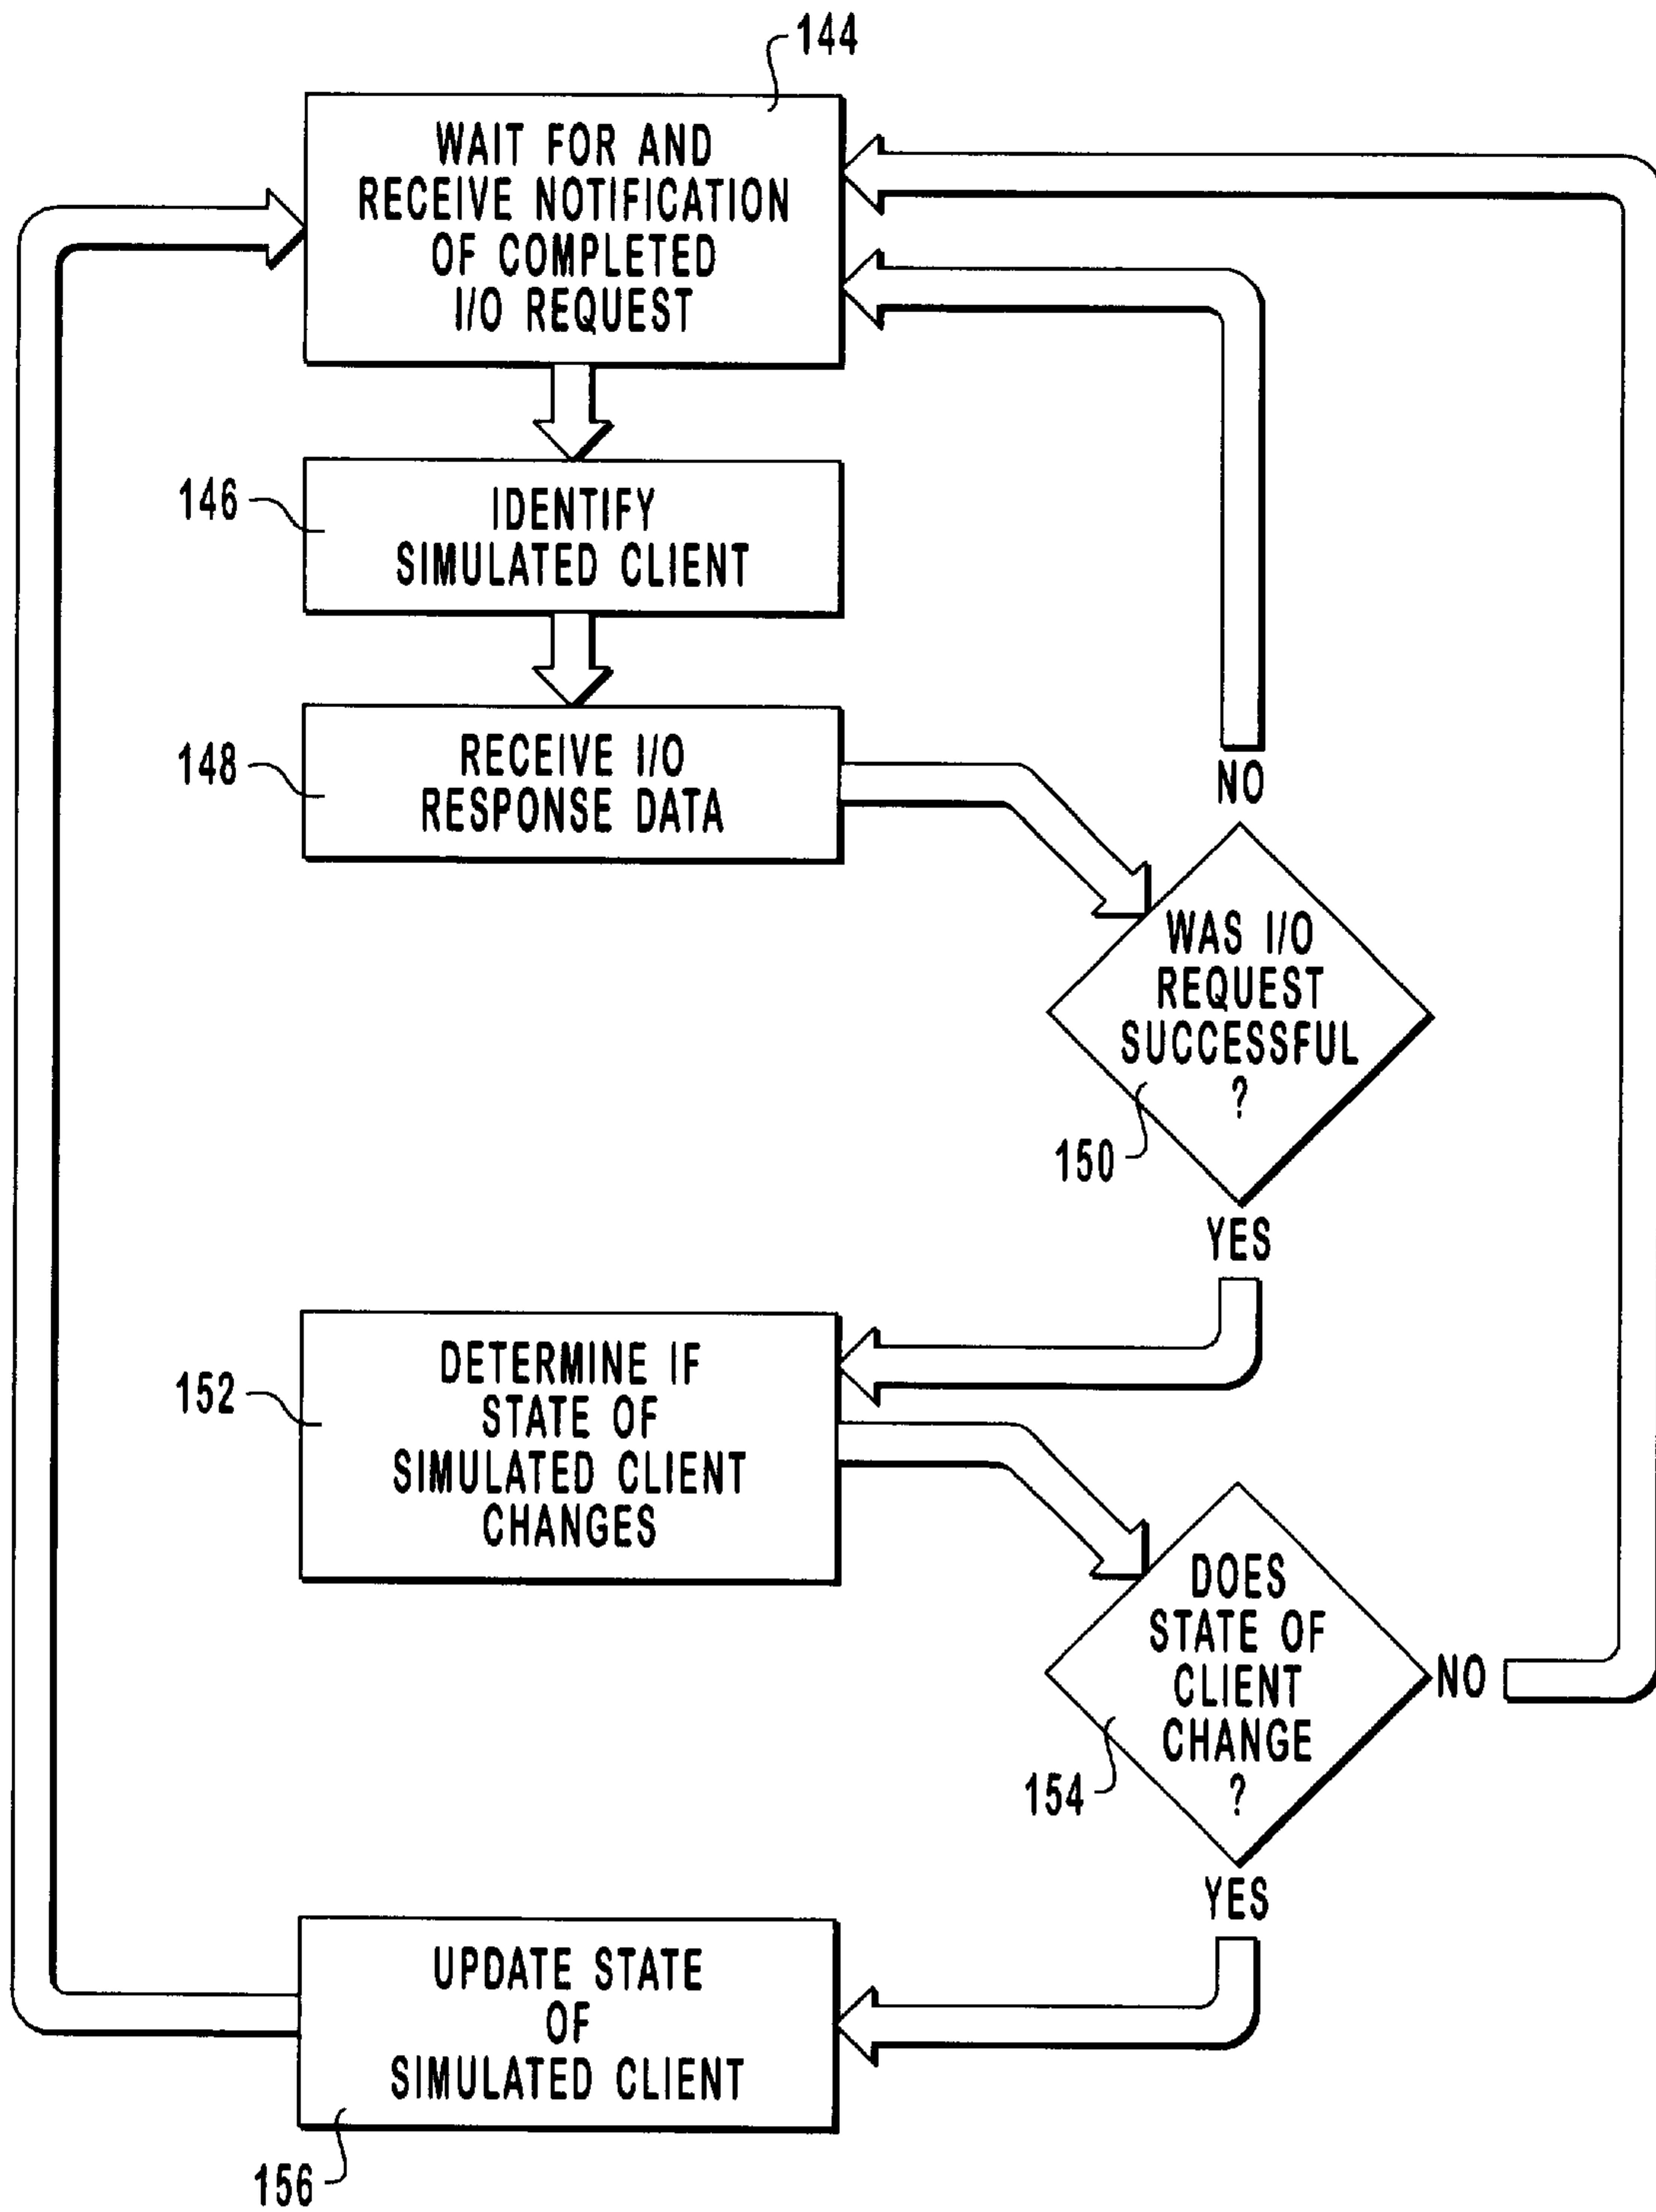 144
WAIT FOR AND
RECEIVE NOTIFICATION
OF COMPLETED
I/O REQUEST
146
IDENTIFY
SIMULATED CLIENT
148
RECEIVE I/O
RESPONSE DATA
NO
WAS I/O
REQUEST
SUCCESSFUL
?
150
YES
152
DETERMINE IF
STATE OF
SIMULATED CLIENT
CHANGES
DOES
STATE OF
CLIENT
CHANGE
?
NO
154
YES
UPDATE STATE
OF
SIMULATED CLIENT
156